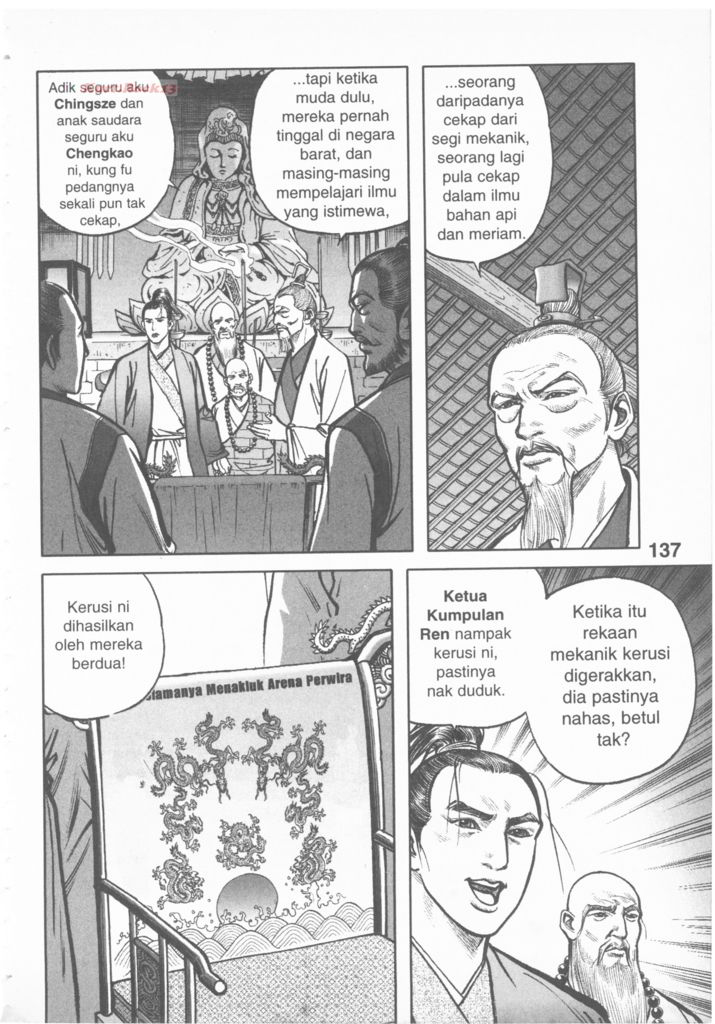 Adik seguru aku
Chingsze dan
anak saudara
seguru aku
Chengkao
ni, kung fu
pedangnya
sekali pun tak
cekap,
...tapi ketika
muda dulu,
mereka pernah
tinggal di negara
barat, dan
masing-masing
mempelajari ilmu
yang istimewa,
...seorang
daripadanya
cekap dari
segi mekanik,
seorang lagi
pula cekap
dalam ilmu
bahan api
dan meriam.
137
Kerusi ni
dihasilkan
oleh mereka
berdua!
Menakluk Arena Perwira
Ketua
Kumpulan
Ren nampak
kerusi ni,
pastinya
nak duduk.
Ketika itu
rekaan
mekanik kerusi
digerakkan,
dia pastinya
nahas, betul
tak?